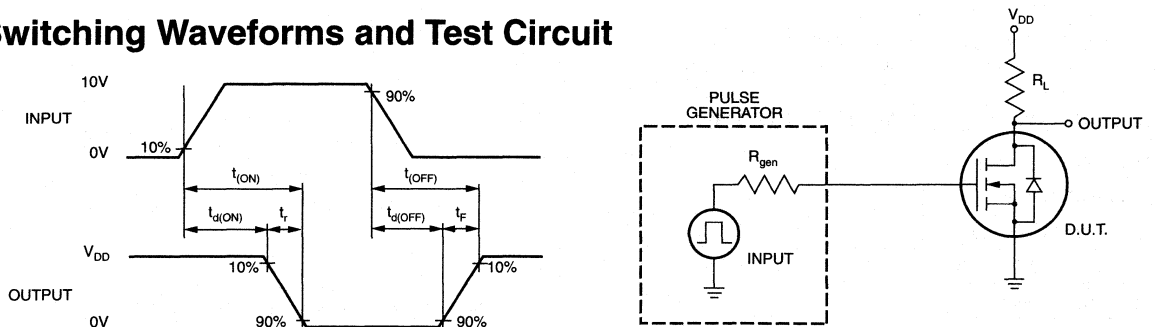 witching Waveforms and Test Circuit
10V
INPUT
0V
10%
90%
t(ON)
t(OFF)
td(ON)
tr
td(OFF)
tF
VDD
10%
10%
OUTPUT
0V
90%
90%
PULSE
GENERATOR
Rgen
INPUT
VDD
RL
OUTPUT
D.U.T.